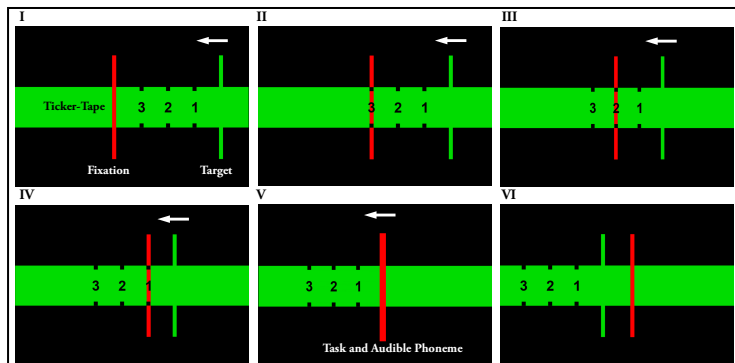 I II III
Ticker-Tape 3 2 1
3 2 1
3 2 1
Fixation Target
IV V VI
3 2 1
3 2 1
3 2 1
Task and Audible Phoneme